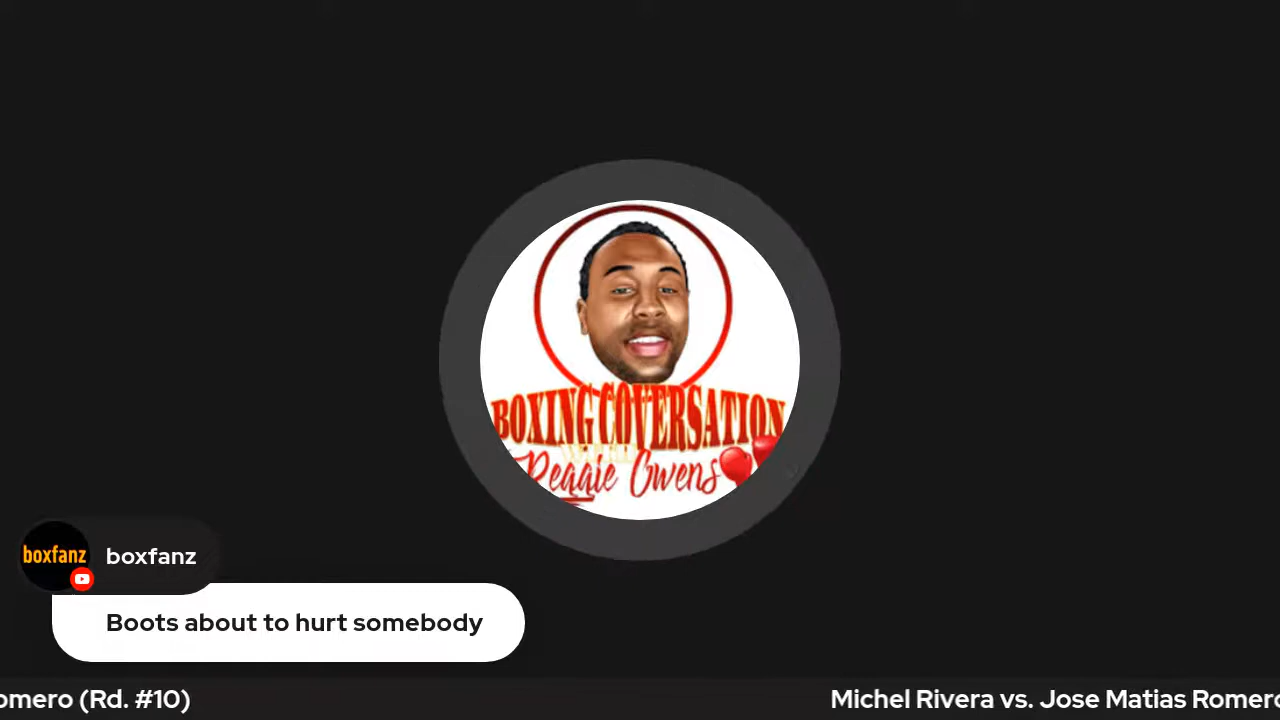 BOXING COVERSATION
WITH
Reggie Owens
boxfanz
boxfanz
Boots about to hurt somebody
omero (Rd. #10)
Michel Rivera vs. Jose Matias Romero